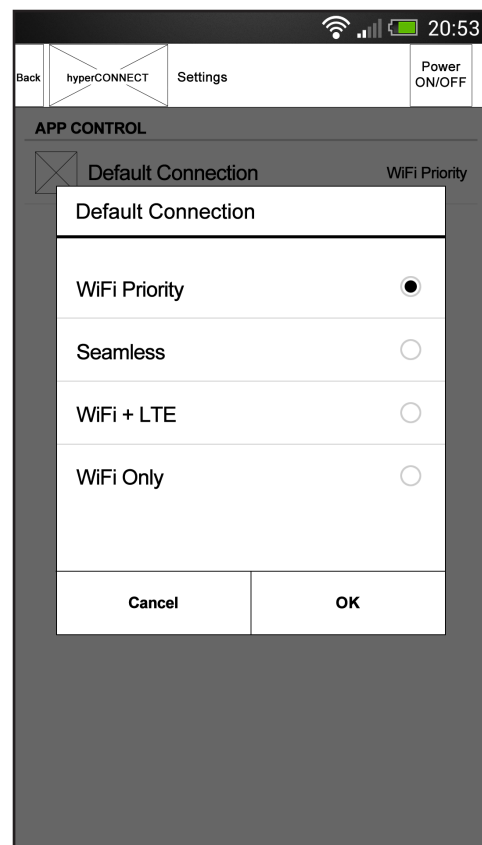 20:53
Back
hyperCONNECT
Settings
Power
ON/OFF
APP CONTROL
Default Connection
WiFi Priority
Default Connection
WiFi Priority
Seamless
WiFi + LTE
WiFi Only
Cancel
OK